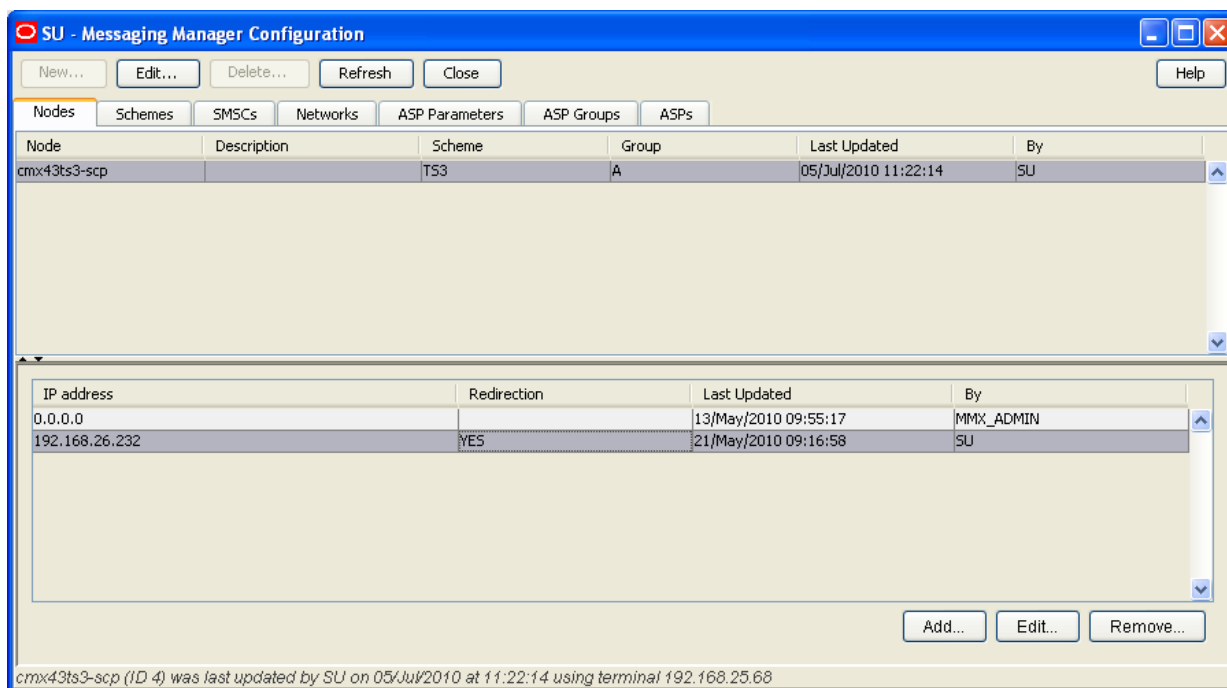 SU - Messaging Manager Configuration
New... Edit... Delete... Refresh Close Help
Nodes Schemes SMSCs Networks ASP Parameters ASP Groups ASPs
Node Description Scheme Group Last Updated By
cmx43ts3-scp TS3 A 05/Jul/2010 11:22:14 SU
IP address Redirection Last Updated By
0.0.0.0 13/May/2010 09:55:17 MMX_ADMIN
192.168.26.232 YES 21/May/2010 09:16:58 SU
Add... Edit... Remove...
cmx43ts3-scp (ID 4) was last updated by SU on 05/Jul/2010 at 11:22:14 using terminal 192.168.25.68